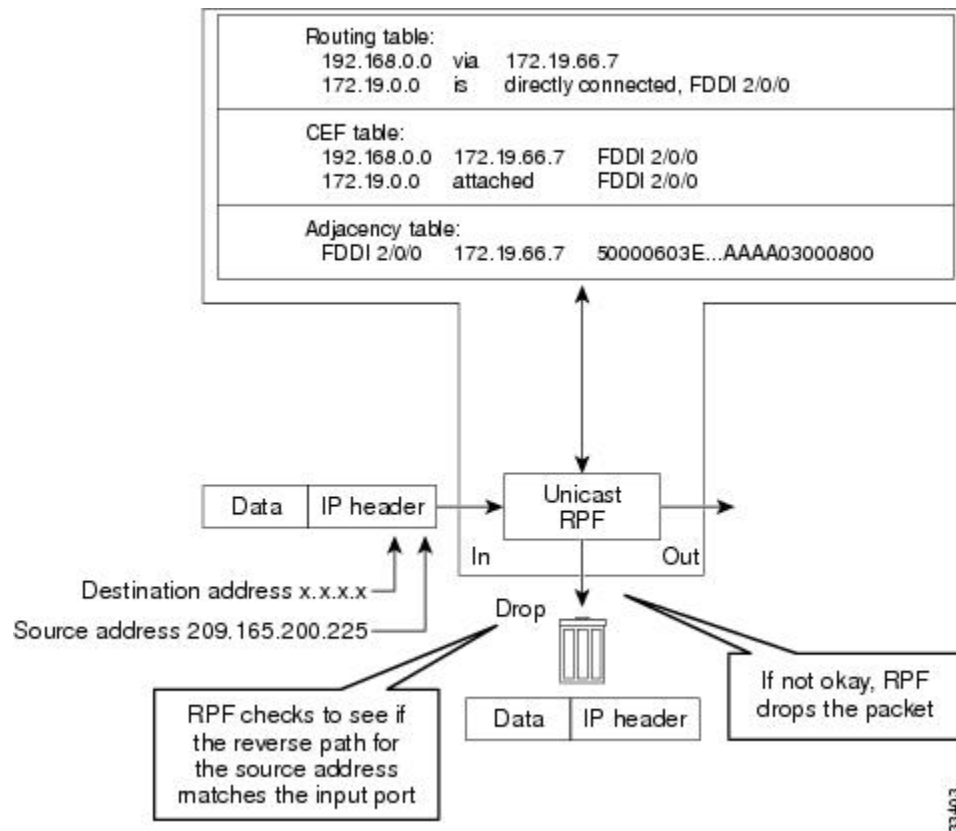 Routing table:
192.168.0.0 via 172.19.66.7
172.19.0.0 is directly connected, FDDI 2/0/0
CEF table:
192.168.0.0 172.19.66.7 FDDI 2/0/0
172.19.0.0 attached FDDI 2/0/0
Adjacency table:
FDDI 2/0/0 172.19.66.7 50000603E...AAAA03000800
Data
IP header
Unicast
RPF
In
Out
Destination address x.x.x.x
Source address 209.165.200.225
Drop
RPF checks to see if
the reverse path for
the source address
matches the input port
Data
IP header
If not okay, RPF
drops the packet